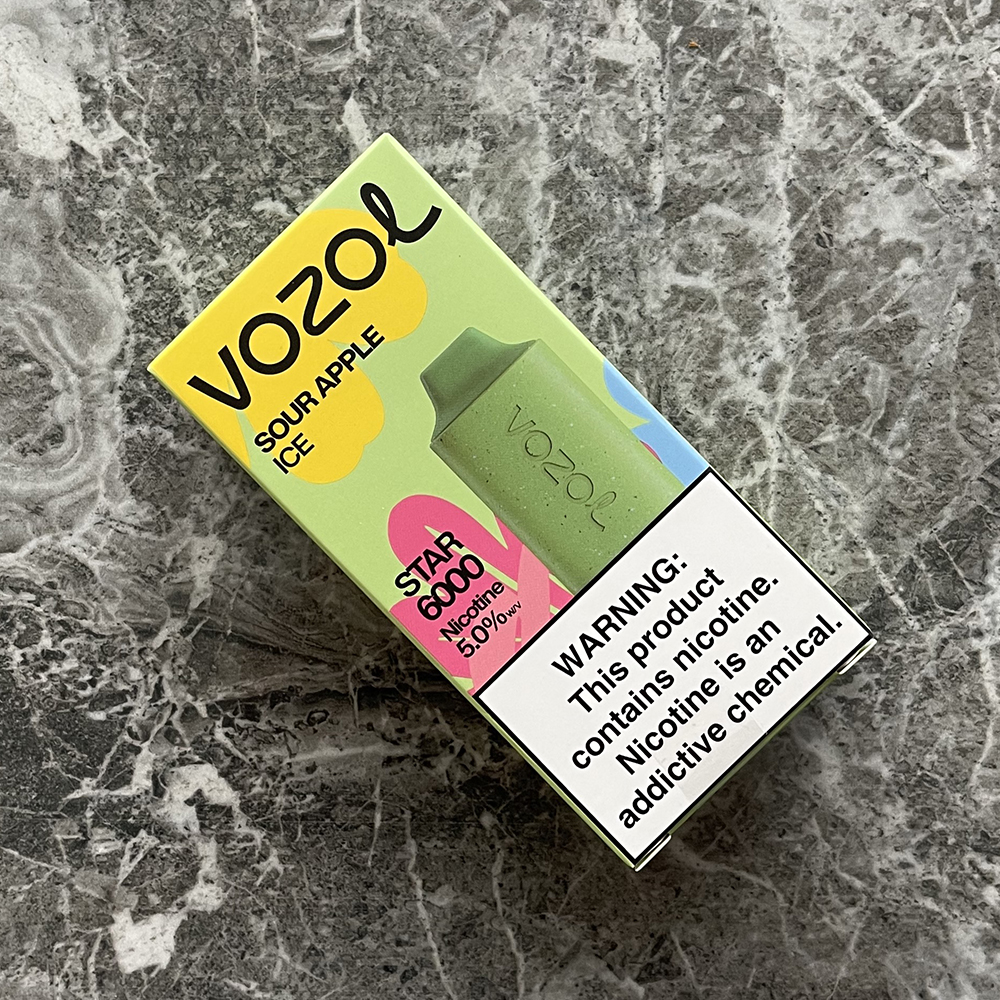 VOZOL
SOUR APPLE
ICE
VOZOL
STAR
6000
Nicotine
5.0% w/v
WARNING:
This product
contains nicotine.
Nicotine is an
addictive chemical.